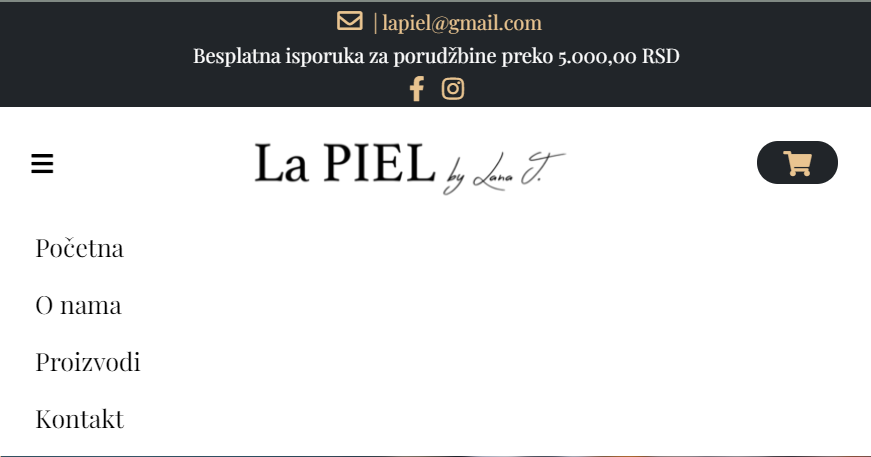 | lapiel@gmail.com
Besplatna isporuka za porudžbine preko 5.000,00 RSD
La PIEL by Lana T.
Početna
O nama
Proizvodi
Kontakt